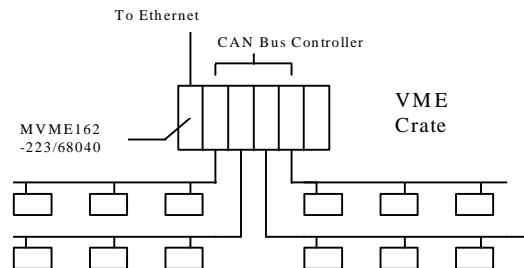 To Ethernet
CAN Bus Controller
VME
Crate
MVME162
-223/68040